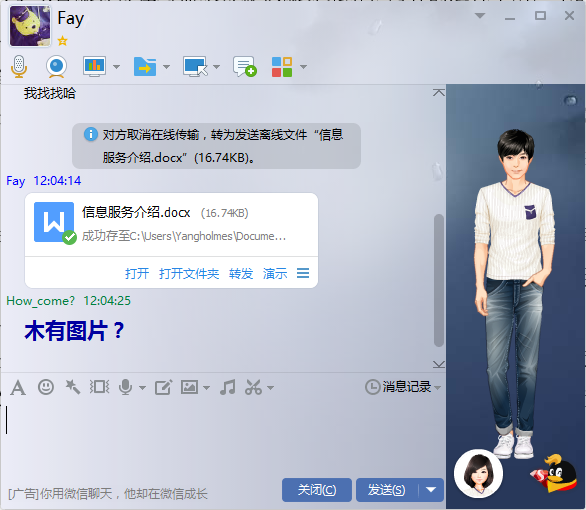 Fay
我找找哈
对方取消在线传输，转为发送离线文件“信息
服务介绍.docx”(16.74KB)。
Fay 12:04:14
信息服务介绍.docx (16.74KB)
成功存至C:\Users\Yangholmes\Docume...
打开 打开文件夹 转发 演示
How_come? 12:04:25
木有图片？
消息记录
[广告]你用微信聊天，他却在微信成长
关闭(C) 发送(S)